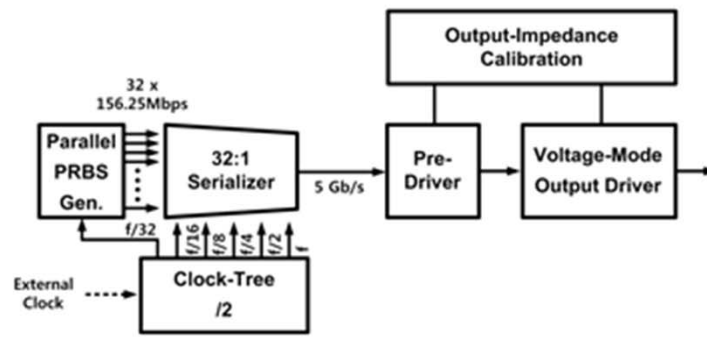 Output-Impedance
Calibration
32 x
156.25Mbps
Parallel
PRBS
Gen.
32:1
Serializer
5 Gb/s
Pre-
Driver
Voltage-Mode
Output Driver
f/32
f/16
f/8
f/4
f/2
f
External
Clock
Clock-Tree
/2